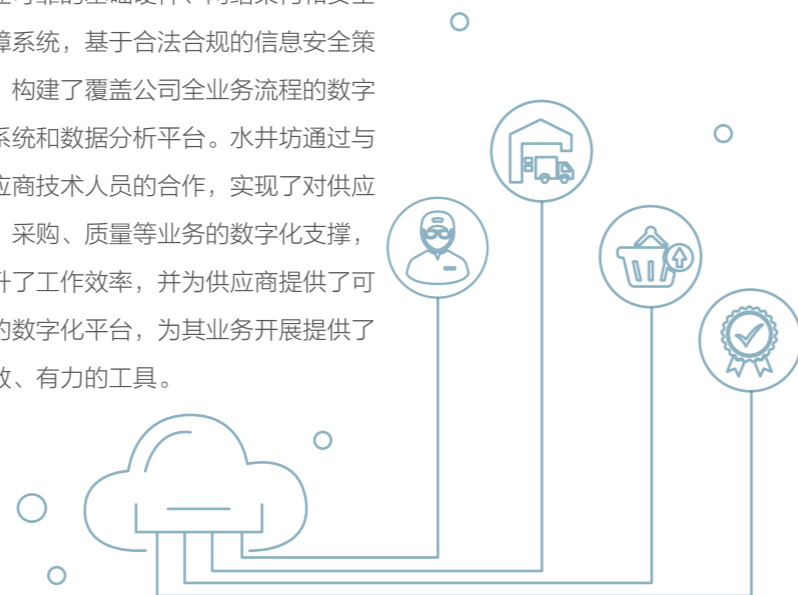 障系统，基于合法合规的信息安全策
构建了覆盖公司全业务流程的数字
系统和数据分析平台。水井坊通过与
应商技术人员的合作，实现了对供应
采购、质量等业务的数字化支撑，
升了工作效率，并为供应商提供了可
的数字化平台，为其业务开展提供了
效、有力的工具。